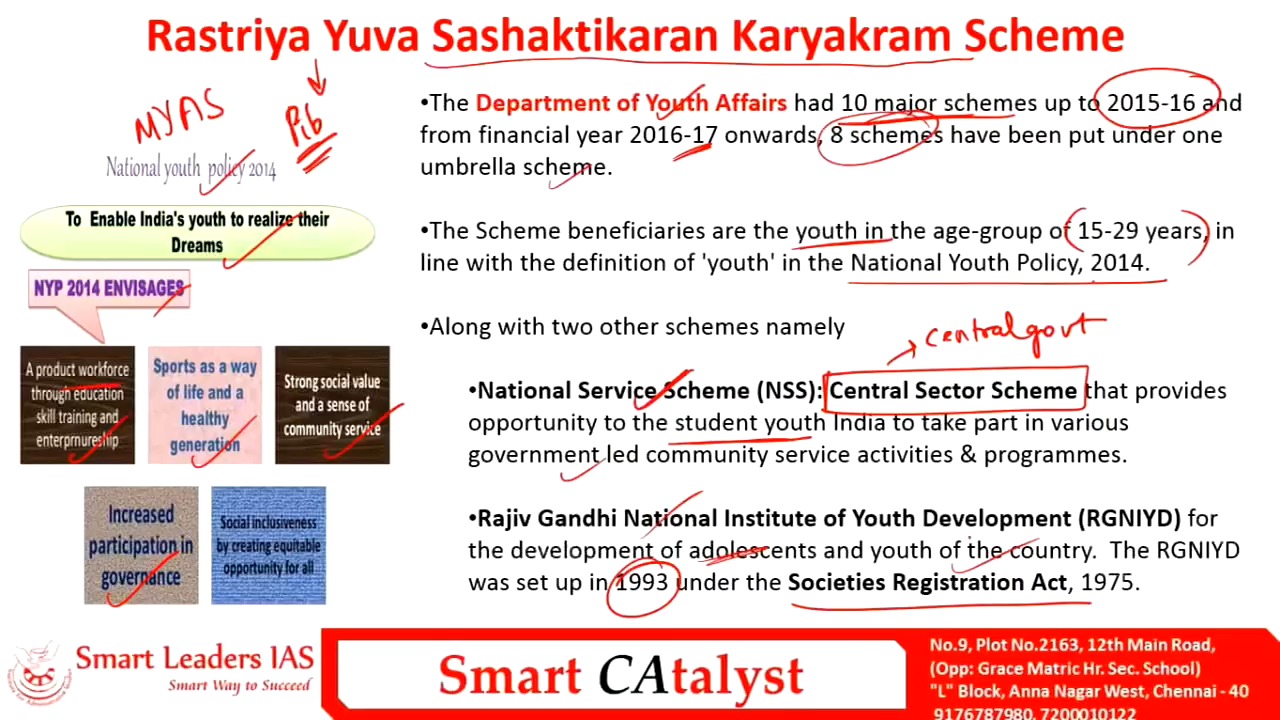 Rastriya Yuva Sashaktikaran Karyakram Scheme
MYAS
Pib
National youth policy 2014
To Enable India's youth to realize their
Dreams
NYP 2014 ENVISAGES
A product workforce
through education
skill training and
enterprnureship
Sports as a way
of life and a
healthy
generation
Strong social value
and a sense of
community service
Increased
participation in
governance
Social inclusiveness
by creating equitable
opportunity for all
•The Department of Youth Affairs had 10 major schemes up to 2015-16 and
from financial year 2016-17 onwards, 8 schemes have been put under one
umbrella scheme.
•The Scheme beneficiaries are the youth in the age-group of 15-29 years, in
line with the definition of 'youth' in the National Youth Policy, 2014.
•Along with two other schemes namely
central govt
•National Service Scheme (NSS): Central Sector Scheme that provides
opportunity to the student youth India to take part in various
government led community service activities & programmes.
•Rajiv Gandhi National Institute of Youth Development (RGNIYD) for
the development of adolescents and youth of the country. The RGNIYD
was set up in 1993 under the Societies Registration Act, 1975.
Smart Leaders IAS
Smart Way to Succeed
Smart CAtalyst
No.9, Plot No.2163, 12th Main Road,
(Opp: Grace Matric Hr. Sec. School)
"L" Block, Anna Nagar West, Chennai - 40
9176787980, 7200010122